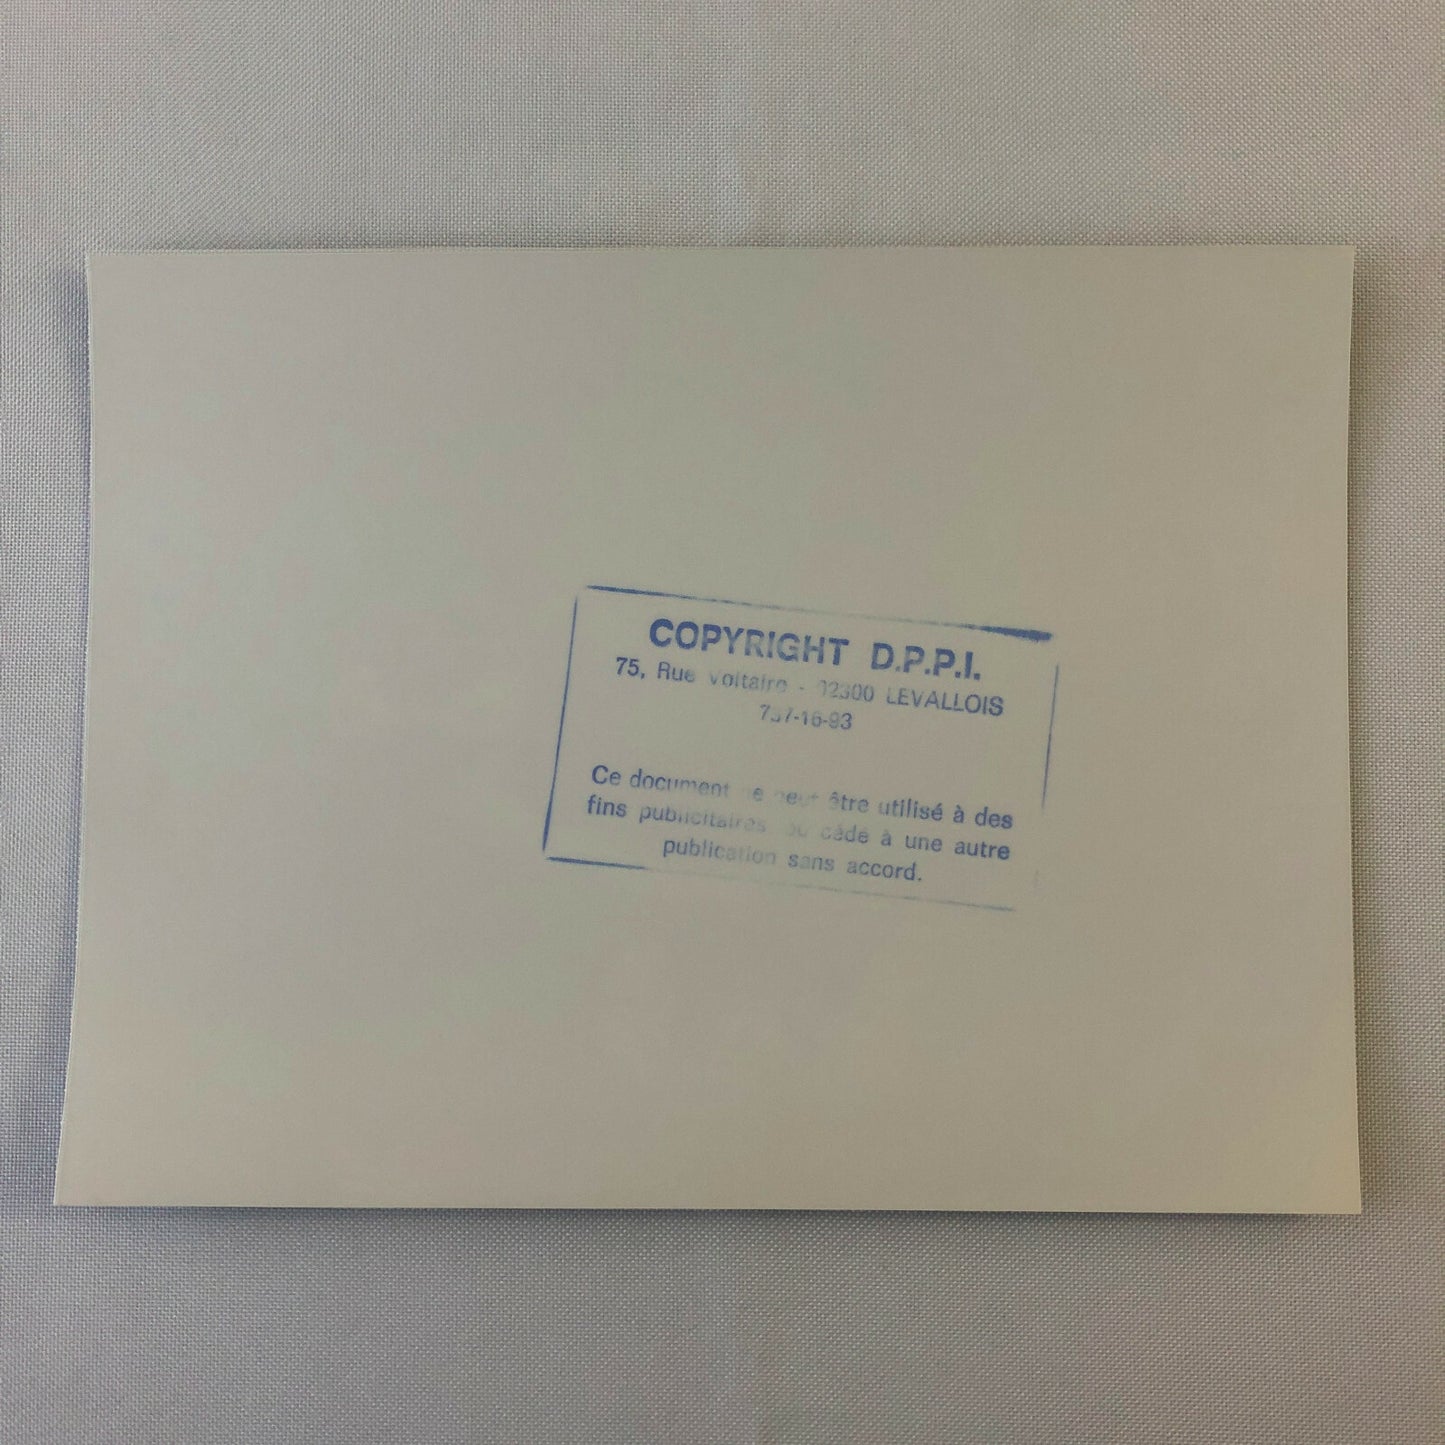 COPYRIGHT D.P.P.I.
75, Rue Voltaire - 92300 LEVALLOIS
757-16-93
Ce document ne peut être utilisé à des
fins publicitaires ou cédé à une autre
publication sans accord.